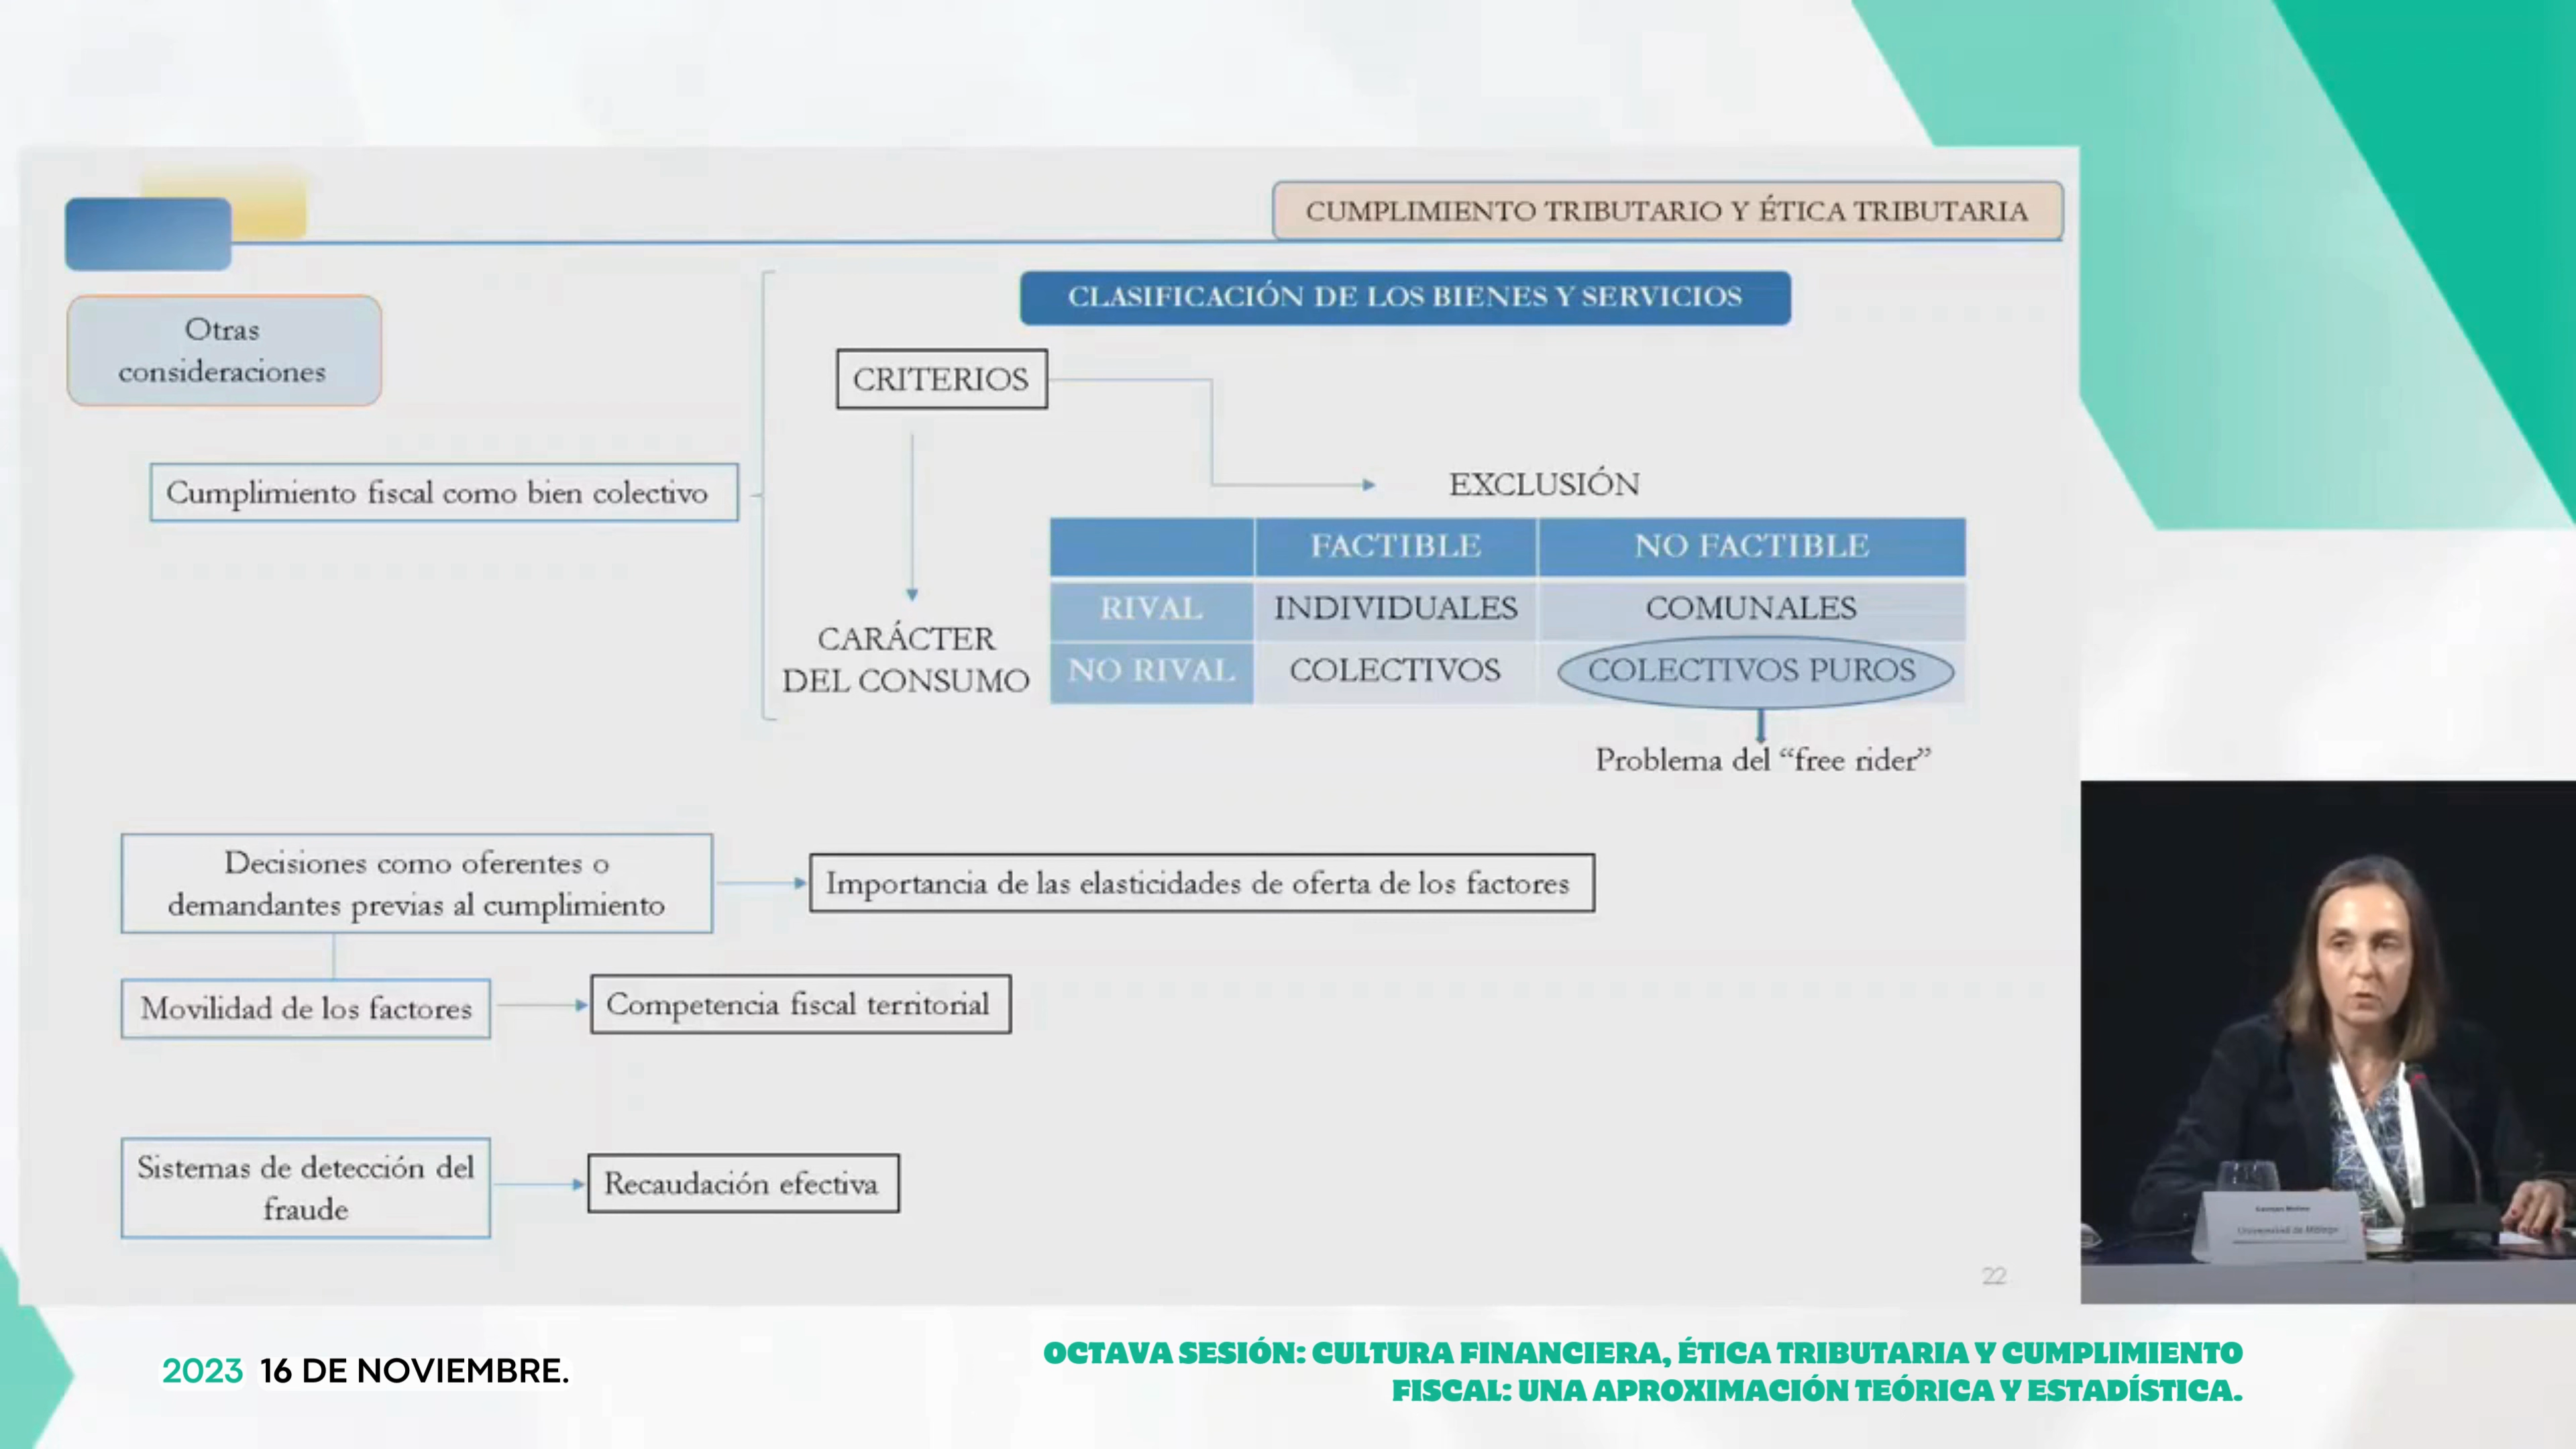 CUMPLIMIENTO TRIBUTARIO Y ÉTICA TRIBUTARIA
Otras
consideraciones
CLASIFICACIÓN DE LOS BIENES Y SERVICIOS
CRITERIOS
Cumplimiento fiscal como bien colectivo
EXCLUSIÓN
FACTIBLE NO FACTIBLE
RIVAL INDIVIDUALES COMUNALES
CARÁCTER
DEL CONSUMO
NO RIVAL COLECTIVOS COLECTIVOS PUROS
Problema del “free rider”
Decisiones como oferentes o
demandantes previas al cumplimiento
Importancia de las elasticidades de oferta de los factores
Movilidad de los factores
Competencia fiscal territorial
Sistemas de detección del
fraude
Recaudación efectiva
22
Universidad de Málaga
2023 16 DE NOVIEMBRE.
OCTAVA SESIÓN: CULTURA FINANCIERA, ÉTICA TRIBUTARIA Y CUMPLIMIENTO
FISCAL: UNA APROXIMACIÓN TEÓRICA Y ESTADÍSTICA.